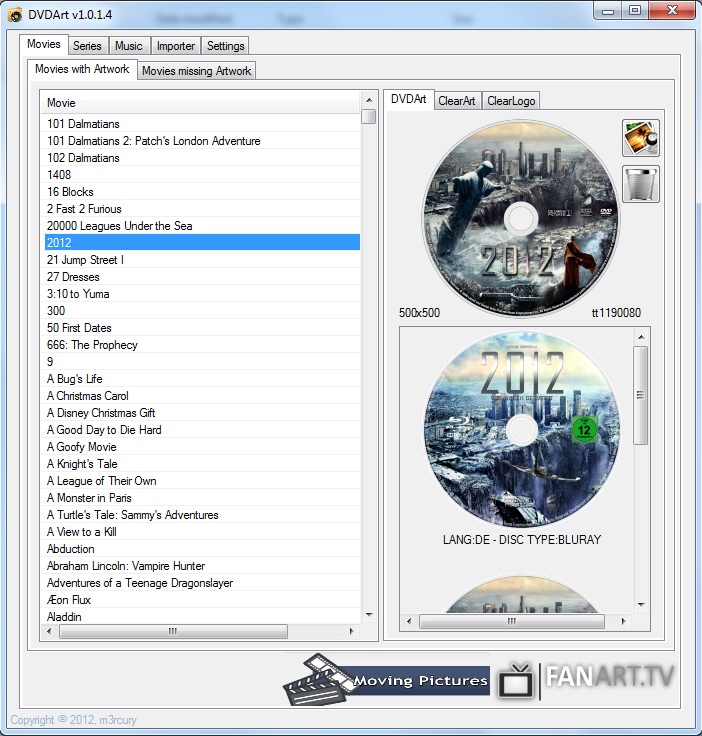 DVDArt v1.0.1.4
Movies Series Music Importer Settings
Movies with Artwork Movies missing Artwork
Movie
101 Dalmatians
101 Dalmatians 2: Patch's London Adventure
102 Dalmatians
1408
16 Blocks
2 Fast 2 Furious
20000 Leagues Under the Sea
2012
21 Jump Street I
27 Dresses
3:10 to Yuma
300
50 First Dates
666: The Prophecy
9
A Bug's Life
A Christmas Carol
A Disney Christmas Gift
A Good Day to Die Hard
A Goofy Movie
A Knight's Tale
A League of Their Own
A Monster in Paris
A Turtle's Tale: Sammy's Adventures
A View to a Kill
Abduction
Abraham Lincoln: Vampire Hunter
Adventures of a Teenage Dragonslayer
Æon Flux
Aladdin
DVDArt ClearArt ClearLogo
2012
500x500 tt1190080
2012
12
LANG:DE - DISC TYPE:BLURAY
Moving Pictures
FANART.TV
Copyright © 2012, m3rcury